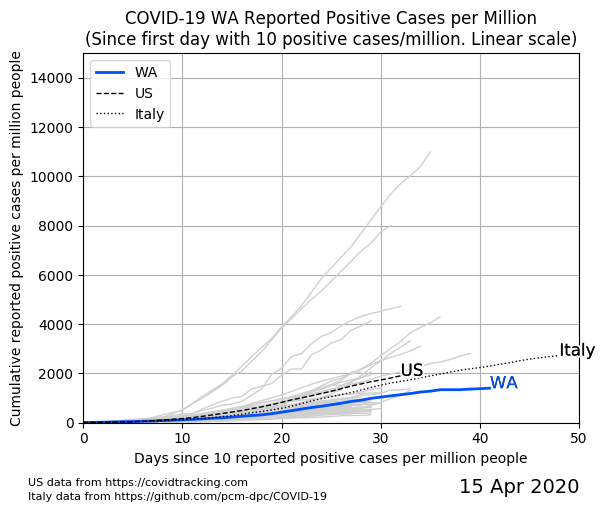 COVID-19 WA Reported Positive Cases per Million
(Since first day with 10 positive cases/million. Linear scale)
Cumulative reported positive cases per million people
14000
12000
10000
8000
6000
4000
2000
0
WA
US
Italy
Italy
US
WA
0 10 20 30 40 50
Days since 10 reported positive cases per million people
US data from https://covidtracking.com
Italy data from https://github.com/pcm-dpc/COVID-19
15 Apr 2020